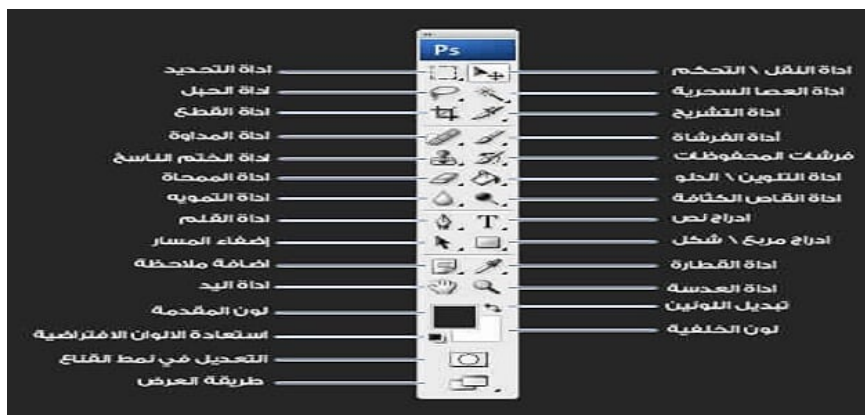 Ps
اداة النقل \ التحكم
اداة التحديد
اداة العصا السحرية
اداة الحبل
اداة التشريح
اداة القطع
أداة الفرشاة
اداة المداوة
فرشات المحفوظات
اداة الختم الناسخ
اداة التلوين \ الدلو
اداة الممحاة
اداة القاص الكثافة
اداة التمويه
ادراج نص
اداة القلم
ادراج مربع \ شكل
إضفاء المسار
اداة القطارة
اضافة ملاحظة
اداة العدسة
اداة اليد
تبديل اللونين
لون المقدمة
لون الخلفية
استعادة الالوان الافتراضية
التعديل في نمط القناع
طريقة العرض